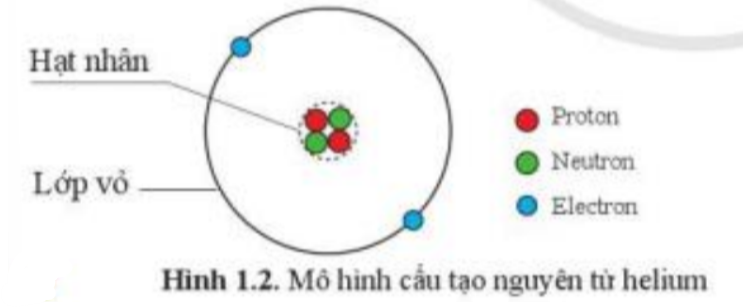 Hạt nhân
Lớp vỏ
Proton
Neutron
Electron
Hình 1.2. Mô hình cấu tạo nguyên tử helium